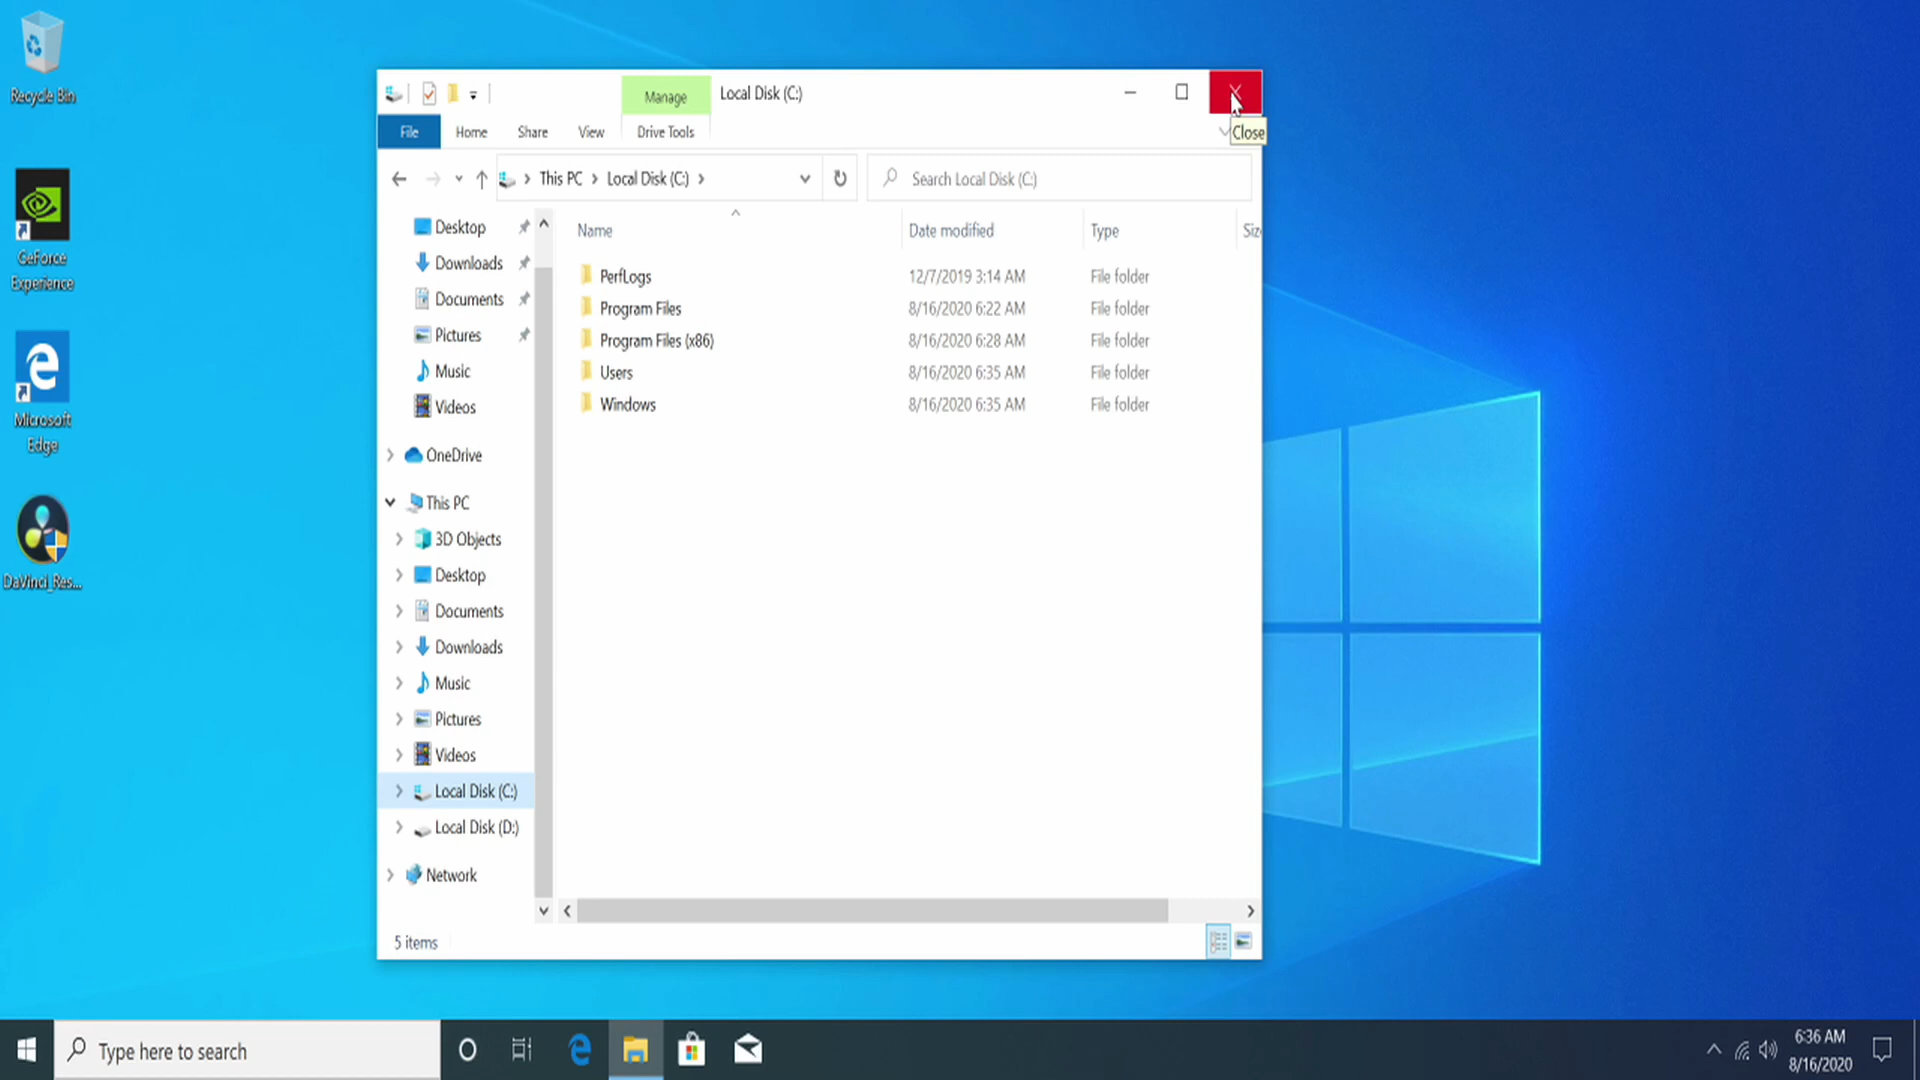 Recycle Bin
GeForce
Experience
Microsoft
Edge
DaVinci_Res...
Manage
Local Disk (C:)
Close
File
Home
Share
View
Drive Tools
This PC
Local Disk (C:)
Search Local Disk (C:)
Name
Date modified
Type
Siz
PerfLogs
12/7/2019 3:14 AM
File folder
Program Files
8/16/2020 6:22 AM
File folder
Program Files (x86)
8/16/2020 6:28 AM
File folder
Users
8/16/2020 6:35 AM
File folder
Windows
8/16/2020 6:35 AM
File folder
Desktop
Downloads
Documents
Pictures
Music
Videos
OneDrive
This PC
3D Objects
Desktop
Documents
Downloads
Music
Pictures
Videos
Local Disk (C:)
Local Disk (D:)
Network
5 items
Type here to search
6:36 AM
8/16/2020